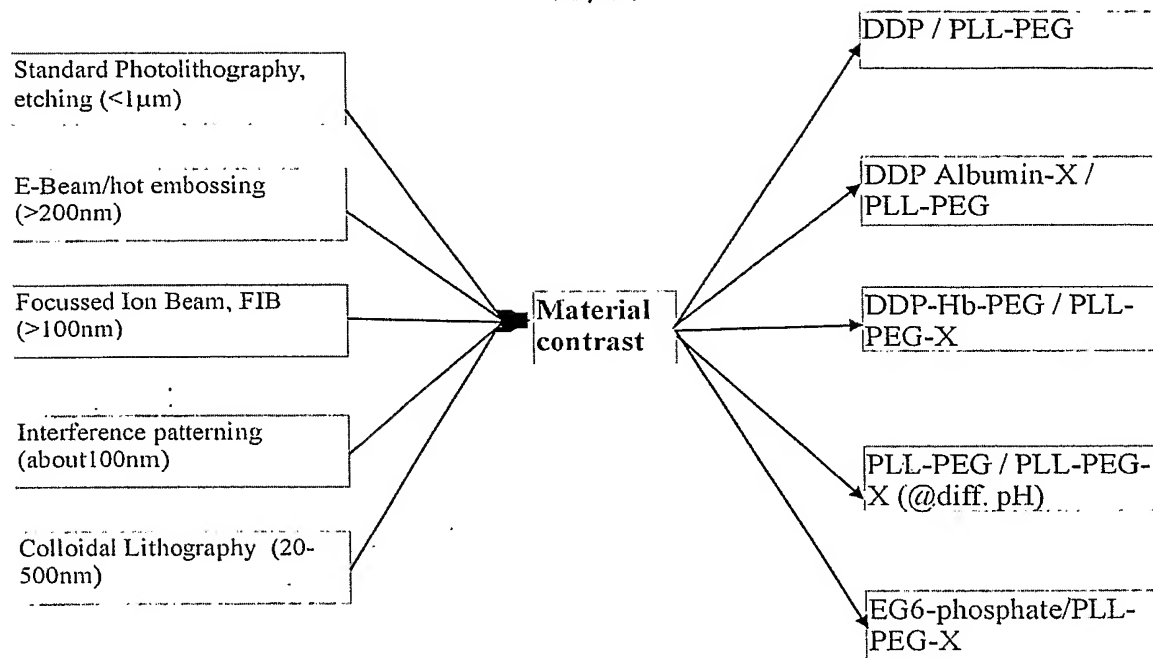 Standard Photolithography,
etching (<1μm)
E-Beam/hot embossing
(>200nm)
Focussed Ion Beam, FIB
(>100nm)
Interference patterning
(about100nm)
Colloidal Lithography (20-
500nm)
Material
contrast
DDP / PLL-PEG
DDP Albumin-X /
PLL-PEG
DDP-Hb-PEG / PLL-
PEG-X
PLL-PEG / PLL-PEG-
X (@diff. pH)
EG6-phosphate/PLL-
PEG-X